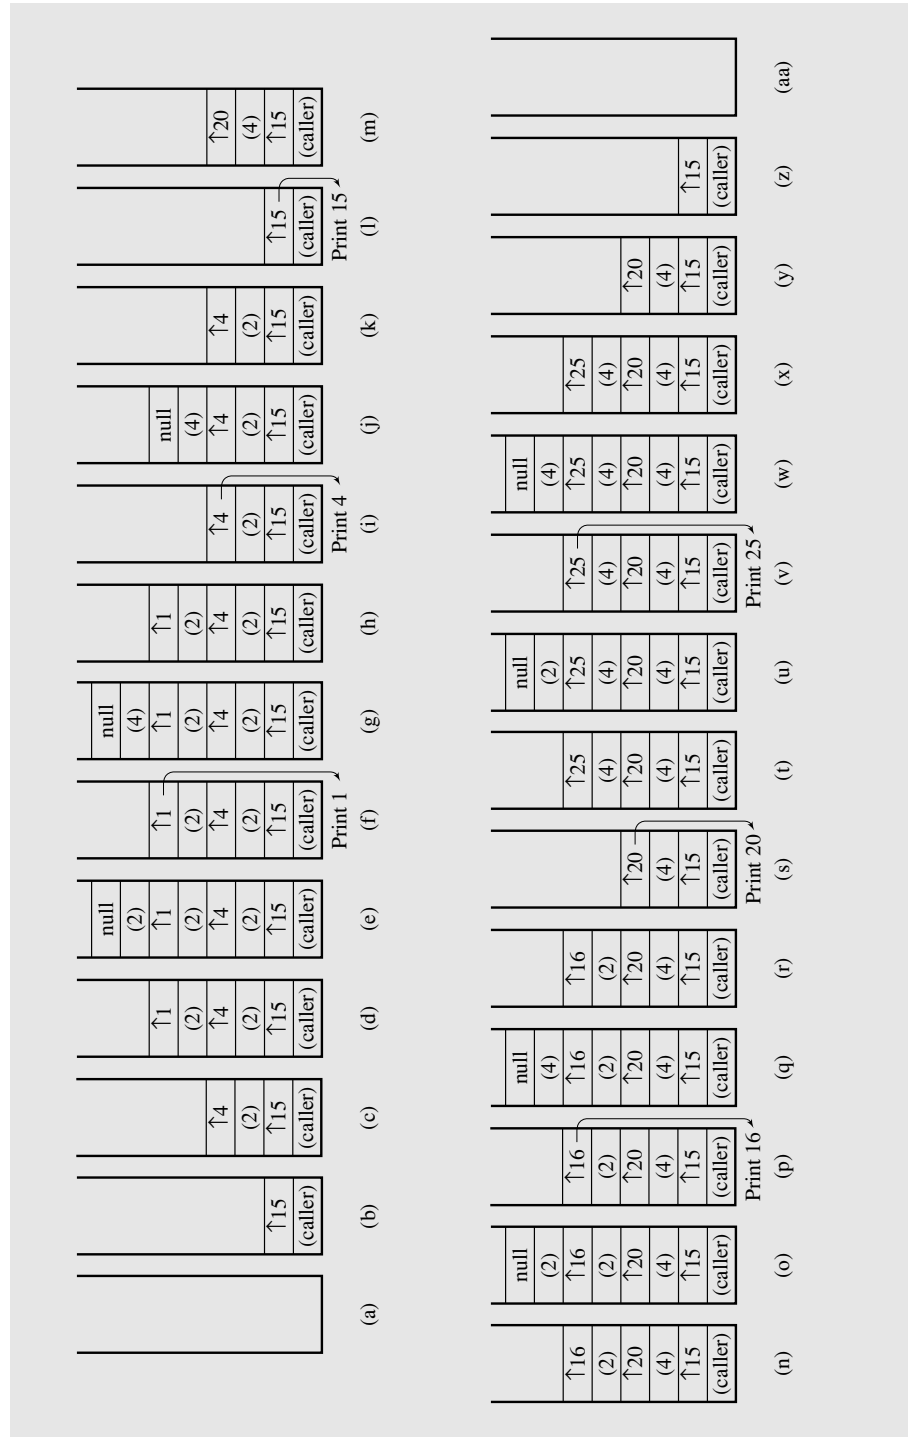 (a)
↑15
(caller)
(b)
↑4
(2)
↑15
(caller)
(c)
↑1
(2)
↑4
(2)
↑15
(caller)
(d)
null
(2)
↑1
(2)
↑4
(2)
↑15
(caller)
(e)
↑1
(2)
↑4
(2)
↑15
(caller)
Print 1
(f)
null
(4)
↑1
(2)
↑4
(2)
↑15
(caller)
(g)
↑1
(2)
↑4
(2)
↑15
(caller)
(h)
↑4
(2)
↑15
(caller)
Print 4
(i)
null
(4)
↑4
(2)
↑15
(caller)
(j)
↑4
(2)
↑15
(caller)
(k)
↑15
(caller)
Print 15
(l)
↑20
(4)
↑15
(caller)
(m)
↑16
(2)
↑20
(4)
↑15
(caller)
(n)
null
(2)
↑16
(2)
↑20
(4)
↑15
(caller)
(o)
↑16
(2)
↑20
(4)
↑15
(caller)
Print 16
(p)
null
(4)
↑16
(2)
↑20
(4)
↑15
(caller)
(q)
↑16
(2)
↑20
(4)
↑15
(caller)
(r)
↑20
(4)
↑15
(caller)
Print 20
(s)
↑25
(4)
↑20
(4)
↑15
(caller)
(t)
null
(2)
↑25
(4)
↑20
(4)
↑15
(caller)
(u)
↑25
(4)
↑20
(4)
↑15
(caller)
Print 25
(v)
null
(4)
↑25
(4)
↑20
(4)
↑15
(caller)
(w)
↑25
(4)
↑20
(4)
↑15
(caller)
(x)
↑20
(4)
↑15
(caller)
(y)
↑15
(caller)
(z)
(aa)